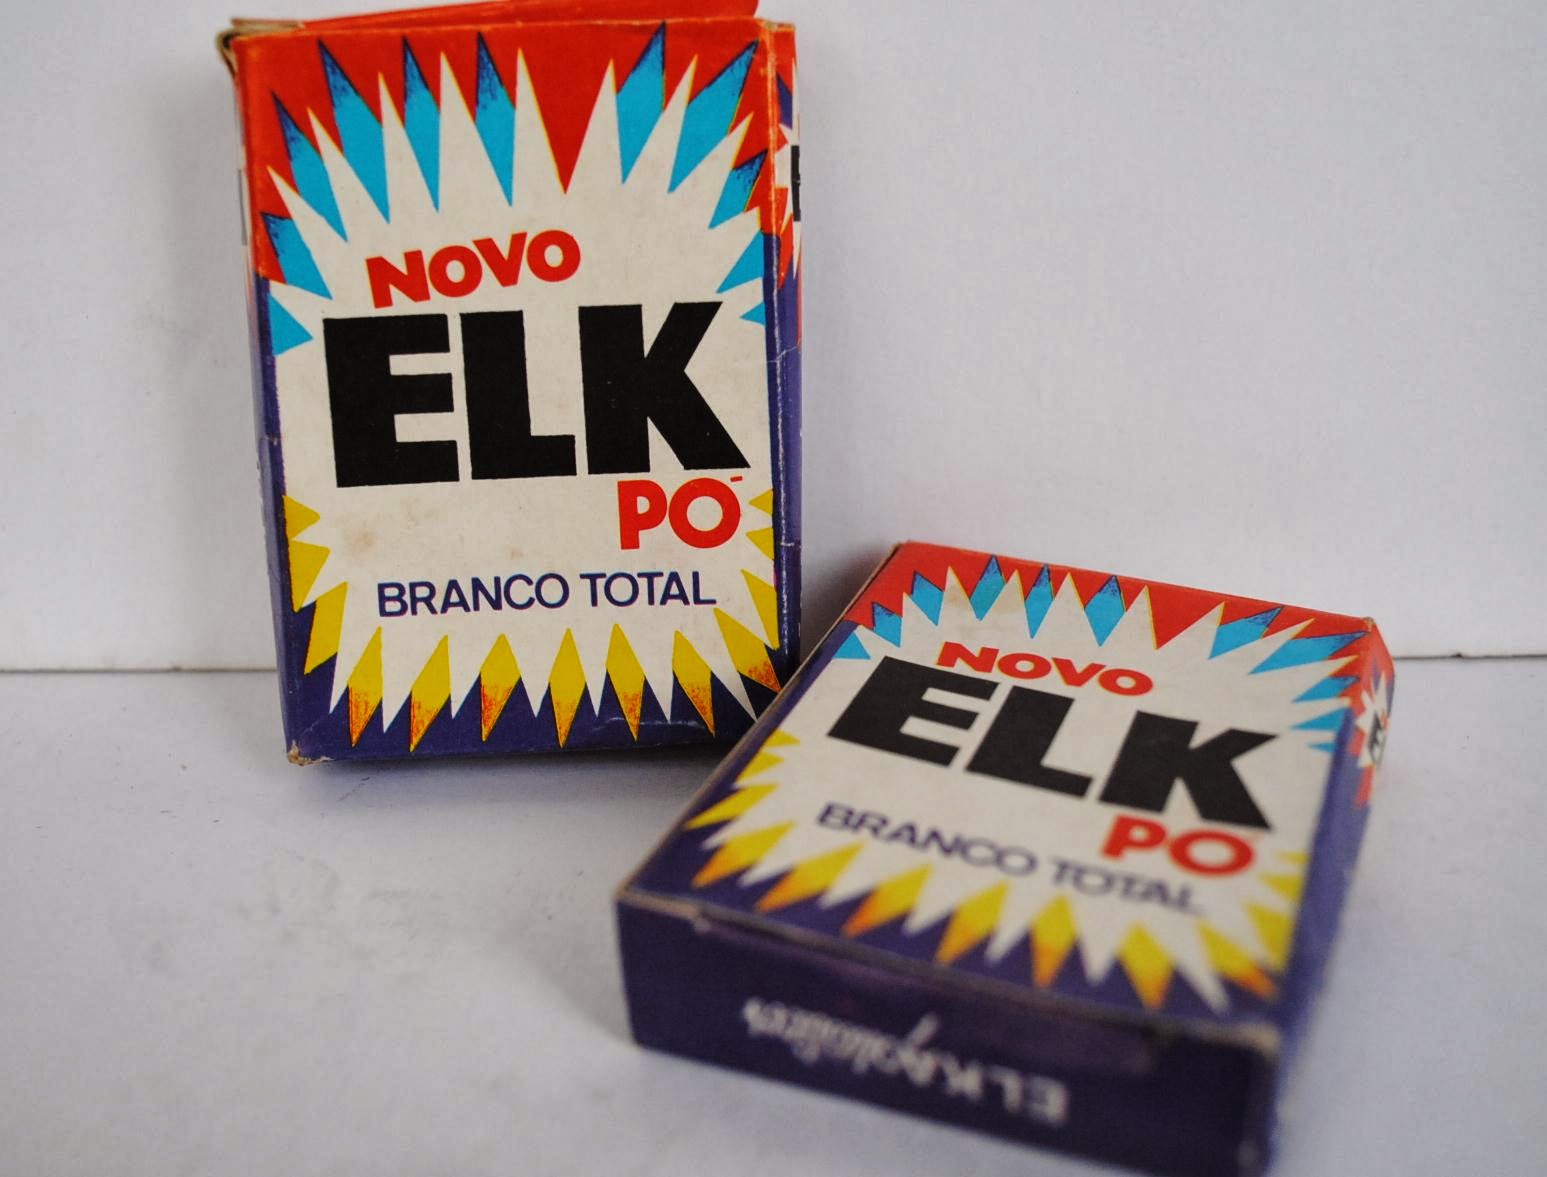 NOVO
ELK
PÓ
BRANCO TOTAL
NOVO
ELK
PÓ
BRANCO TOTAL